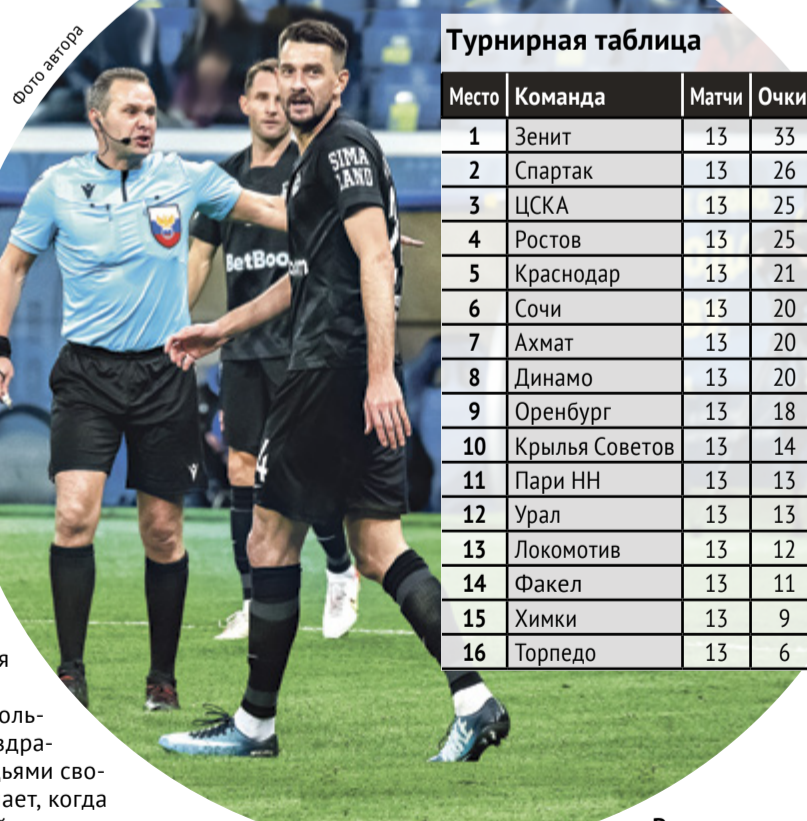 Фото автора
Турнирная таблица
Место Команда Матчи Очки
1 Зенит 13 33
2 Спартак 13 26
3 ЦСКА 13 25
4 Ростов 13 25
5 Краснодар 13 21
6 Сочи 13 20
7 Ахмат 13 20
8 Динамо 13 20
9 Оренбург 13 18
10 Крылья Советов 13 14
11 Пари НН 13 13
12 Урал 13 13
13 Локомотив 13 12
14 Факел 13 11
15 Химки 13 9
16 Торпедо 13 6
SIMA
LAND
BetBoo
4
я
оль-
здра-
ьями сво-
ает, когда